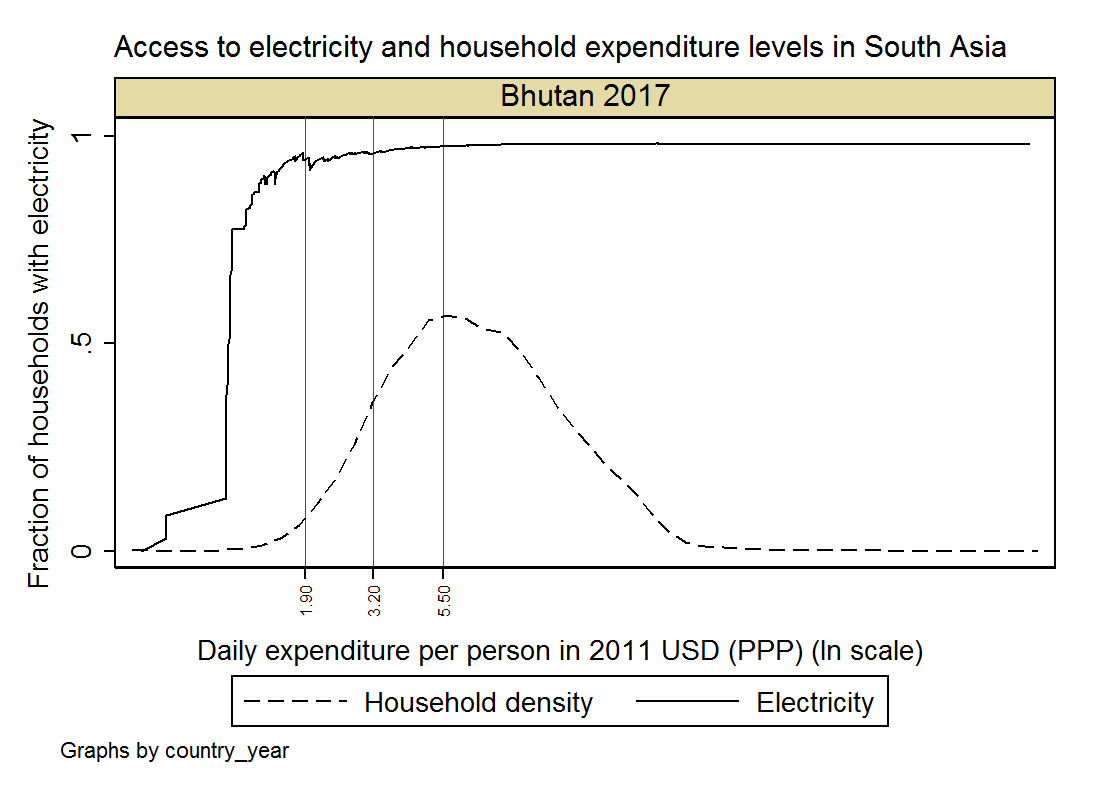 Access to electricity and household expenditure levels in South Asia
Bhutan 2017
Fraction of households with electricity
1
.5
0
1.90
3.20
5.50
Daily expenditure per person in 2011 USD (PPP) (ln scale)
Household density
Electricity
Graphs by country_year